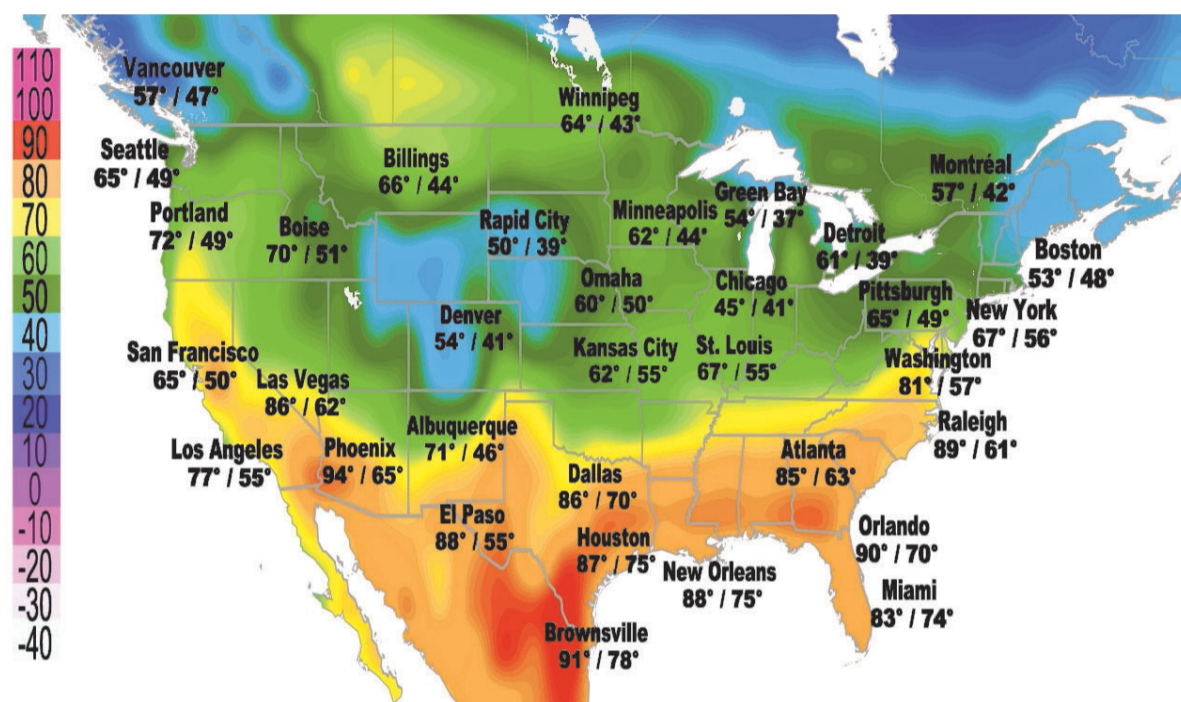 110
100
90
80
70
60
50
40
30
20
10
0
-10
-20
-30
-40
Vancouver
57° / 47°
Winnipeg
64° / 43°
Seattle
65° / 49°
Billings
66° / 44°
Montréal
57° / 42°
Green Bay
54° / 37°
Portland
72° / 49°
Boise
70° / 51°
Rapid City
50° / 39°
Minneapolis
62° / 44°
Detroit
61° / 39°
Boston
53° / 48°
Omaha
60° / 50°
Chicago
45° / 41°
Pittsburgh
65° / 49°
New York
67° / 56°
Denver
54° / 41°
San Francisco
65° / 50°
Las Vegas
86° / 62°
Kansas City
62° / 55°
St. Louis
67° / 55°
Washington
81° / 57°
Los Angeles
77° / 55°
Phoenix
94° / 65°
Albuquerque
71° / 46°
Dallas
86° / 70°
Atlanta
85° / 63°
Raleigh
89° / 61°
El Paso
88° / 55°
Houston
87° / 75°
New Orleans
88° / 75°
Orlando
90° / 70°
Miami
83° / 74°
Brownsville
91° / 78°